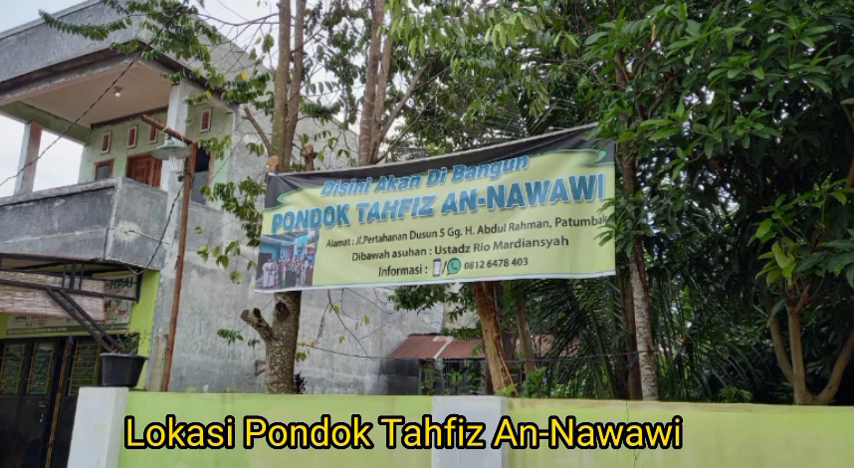 Disini Akan Di Bangun
PONDOK TAHFIZ AN-NAWAWI
Alamat : Jl.Pertahanan Dusun 5 Gg. H. Abdul Rahman, Patumbak
Dibawah asuhan : Ustadz Rio Mardiansyah
Informasi : / 0812 6478 403
Lokasi Pondok Tahfiz An-Nawawi